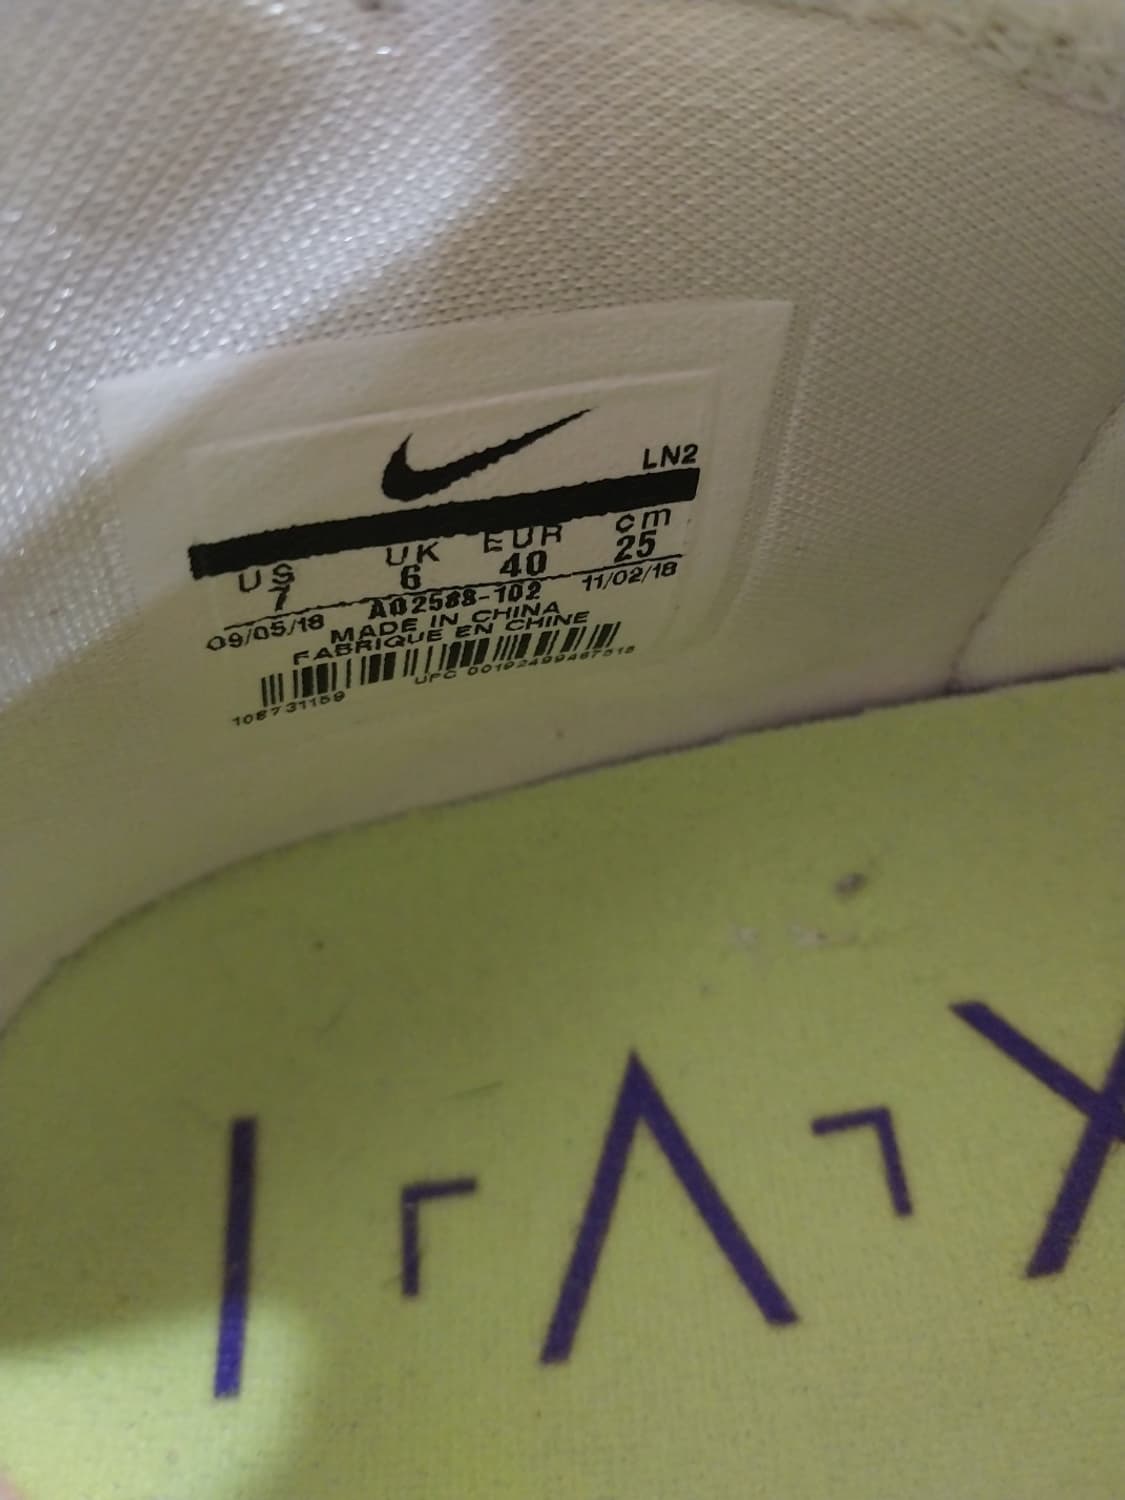 LN2
US UK EUR cm
7 6 40 25
09/05/18 AO2588-102 11/02/18
MADE IN CHINA
FABRIQUE EN CHINE
UPC
I A X